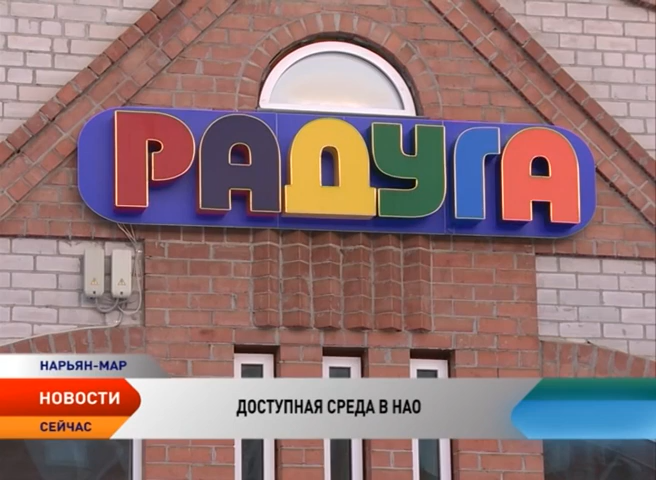 РАДУГА
НАРЬЯН-МАР
НОВОСТИ
СЕЙЧАС
ДОСТУПНАЯ СРЕДА В НАО